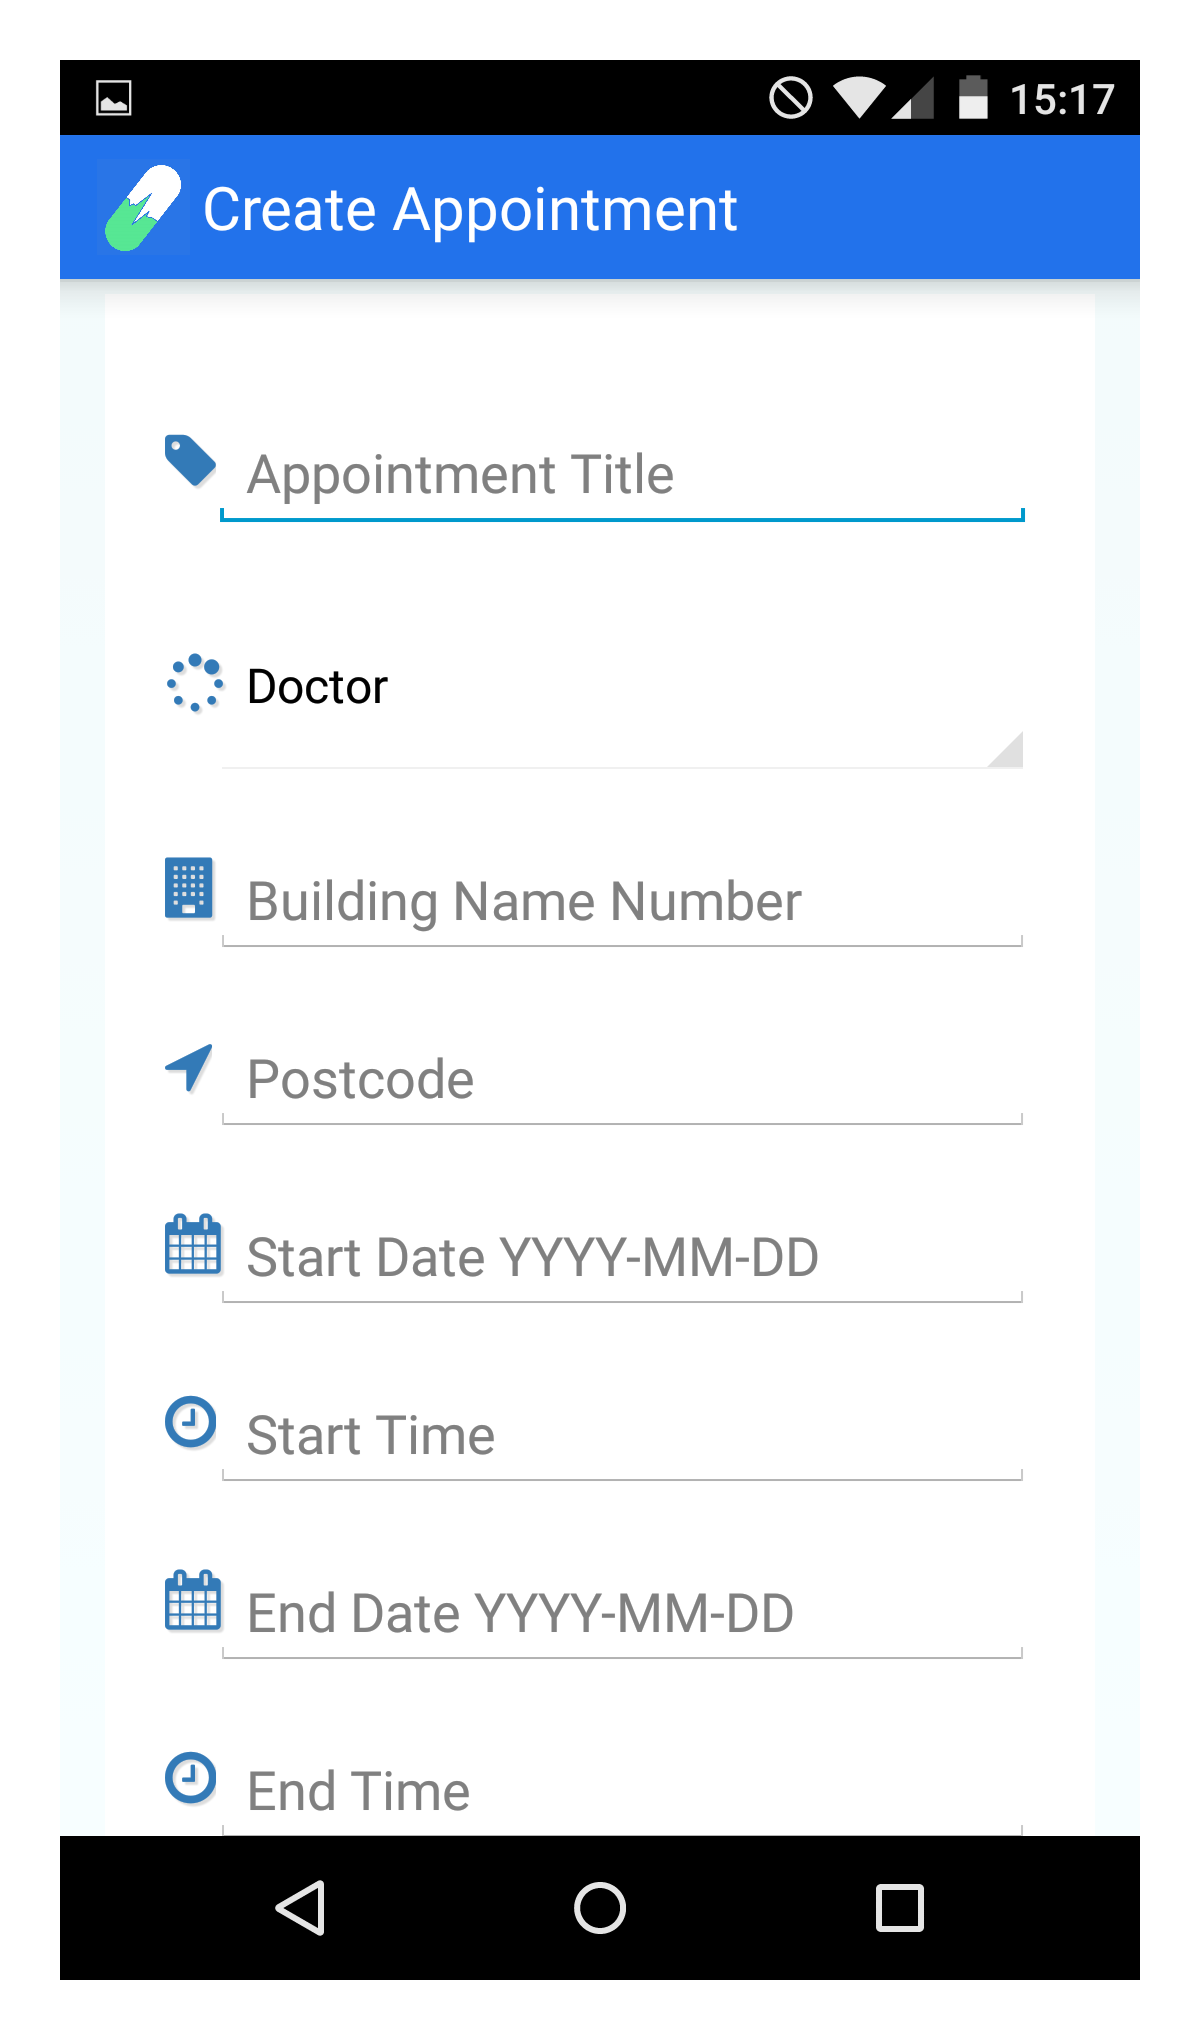 15:17
Create Appointment
Appointment Title
Doctor
Building Name Number
Postcode
Start Date YYYY-MM-DD
Start Time
End Date YYYY-MM-DD
End Time